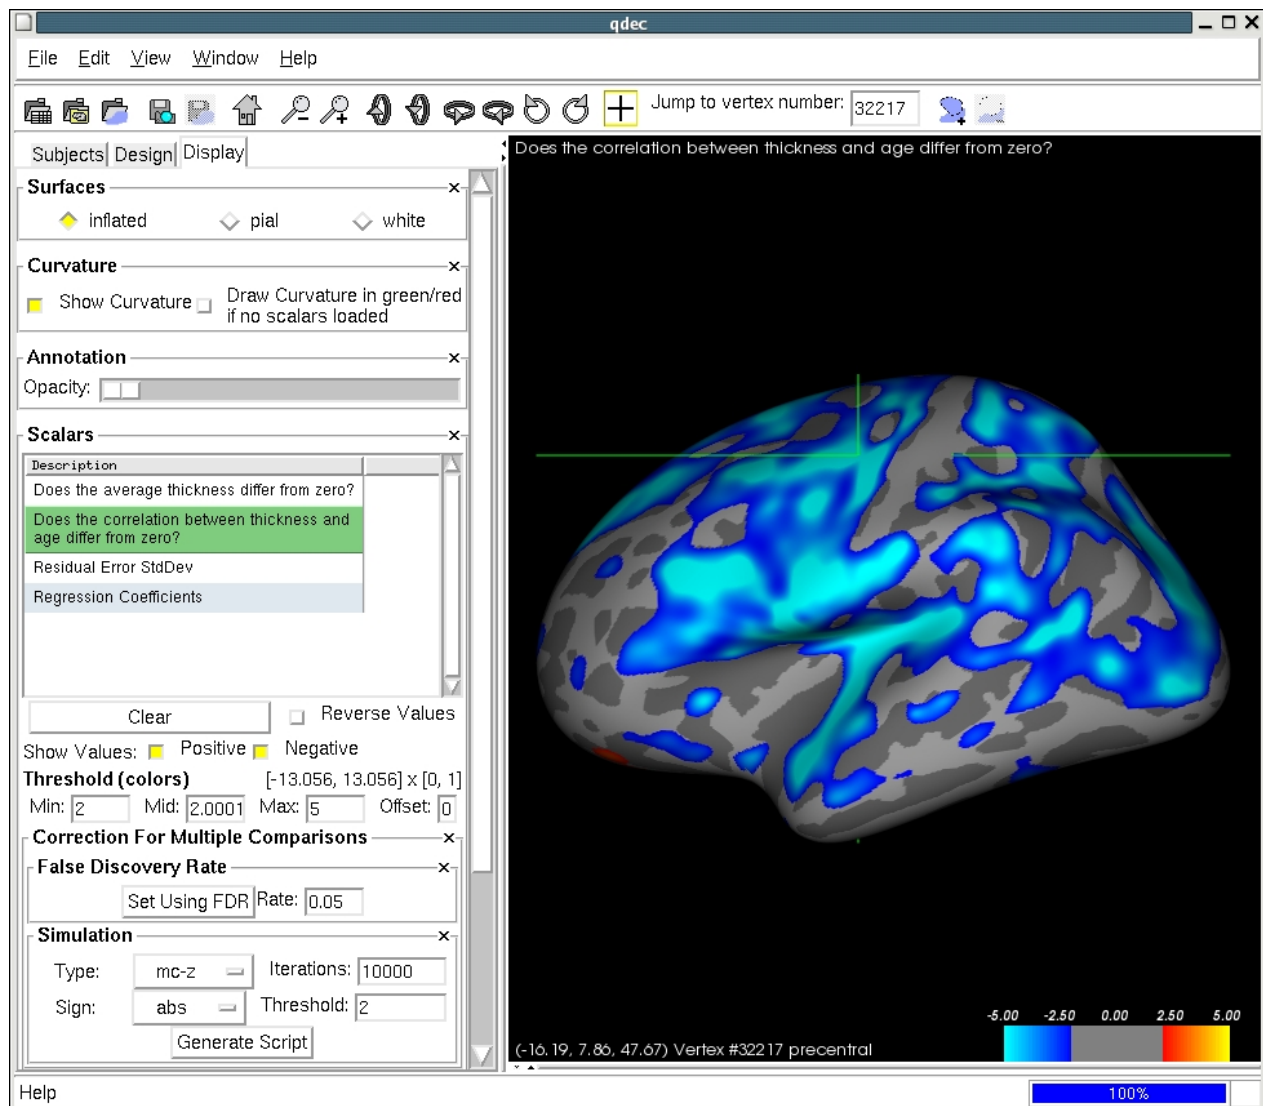 qdec
File Edit View Window Help
Jump to vertex number: 32217
Subjects Design Display
Does the correlation between thickness and age differ from zero?
Surfaces
inflated pial white
Curvature
Show Curvature Draw Curvature in green/red
if no scalars loaded
Annotation
Opacity:
Scalars
Description
Does the average thickness differ from zero?
Does the correlation between thickness and
age differ from zero?
Residual Error StdDev
Regression Coefficients
Clear Reverse Values
Show Values: Positive Negative
Threshold (colors) [-13.056, 13.056] x [0, 1]
Min: 2 Mid: 2.0001 Max: 5 Offset: 0
Correction For Multiple Comparisons
False Discovery Rate
Set Using FDR Rate: 0.05
Simulation
Type: mc-z Iterations: 10000
Sign: abs Threshold: 2
Generate Script
-5.00 -2.50 0.00 2.50 5.00
(-16.19, 7.86, 47.67) Vertex #32217 precentral
Help 100%